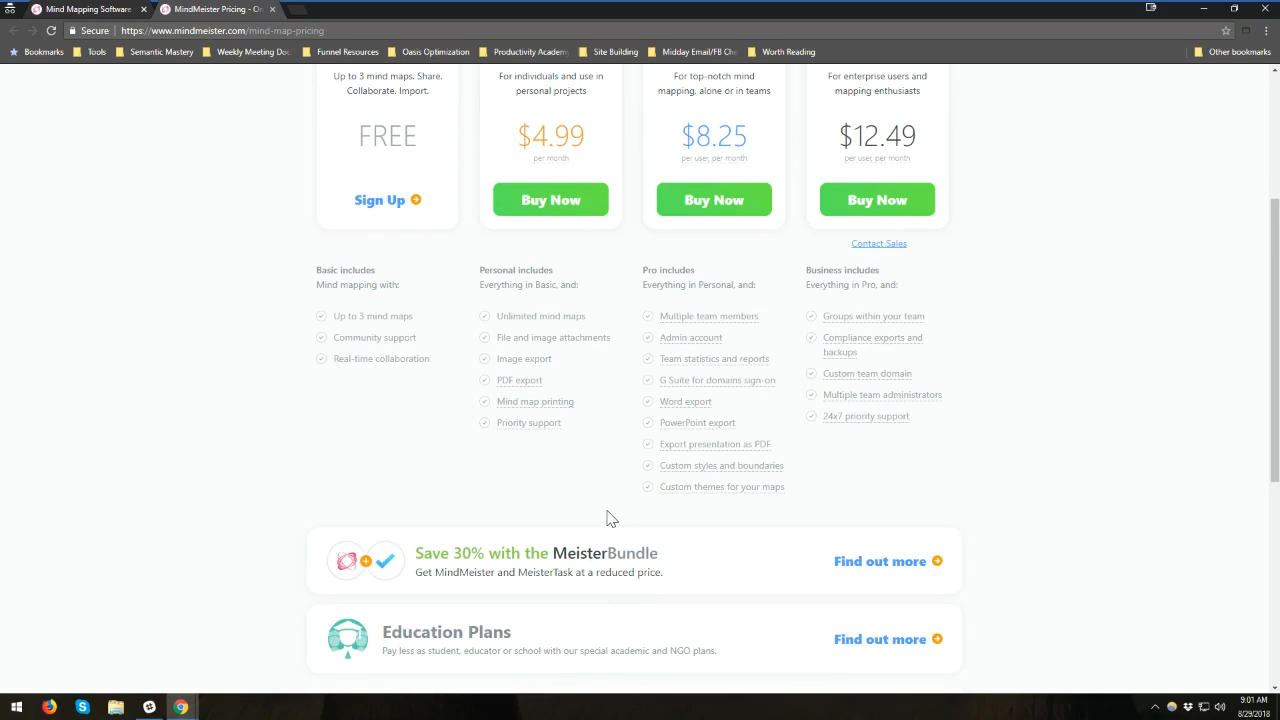 Mind Mapping Software
MindMeister Pricing - On
Secure
https://www.mindmeister.com/mind-map-pricing
Bookmarks
Tools
Semantic Mastery
Weekly Meeting Doc
Funnel Resources
Oasis Optimization
Productivity Academ
Site Building
Midday Email/FB Che
Worth Reading
Other bookmarks
Up to 3 mind maps. Share.
Collaborate. Import.
FREE
Sign Up
For individuals and use in
personal projects
$4.99
per month
Buy Now
For top-notch mind
mapping, alone or in teams
$8.25
per user, per month
Buy Now
For enterprise users and
mapping enthusiasts
$12.49
per user, per month
Buy Now
Contact Sales
Basic includes
Mind mapping with:
Up to 3 mind maps
Community support
Real-time collaboration
Personal includes
Everything in Basic, and:
Unlimited mind maps
File and image attachments
Image export
PDF export
Mind map printing
Priority support
Pro includes
Everything in Personal, and:
Multiple team members
Admin account
Team statistics and reports
G Suite for domains sign-on
Word export
PowerPoint export
Export presentation as PDF
Custom styles and boundaries
Custom themes for your maps
Business includes
Everything in Pro, and:
Groups within your team
Compliance exports and
backups
Custom team domain
Multiple team administrators
24x7 priority support
Save 30% with the MeisterBundle
Get MindMeister and MeisterTask at a reduced price.
Find out more
Education Plans
Pay less as student, educator or school with our special academic and NGO plans.
Find out more
9:01 AM
8/29/2018